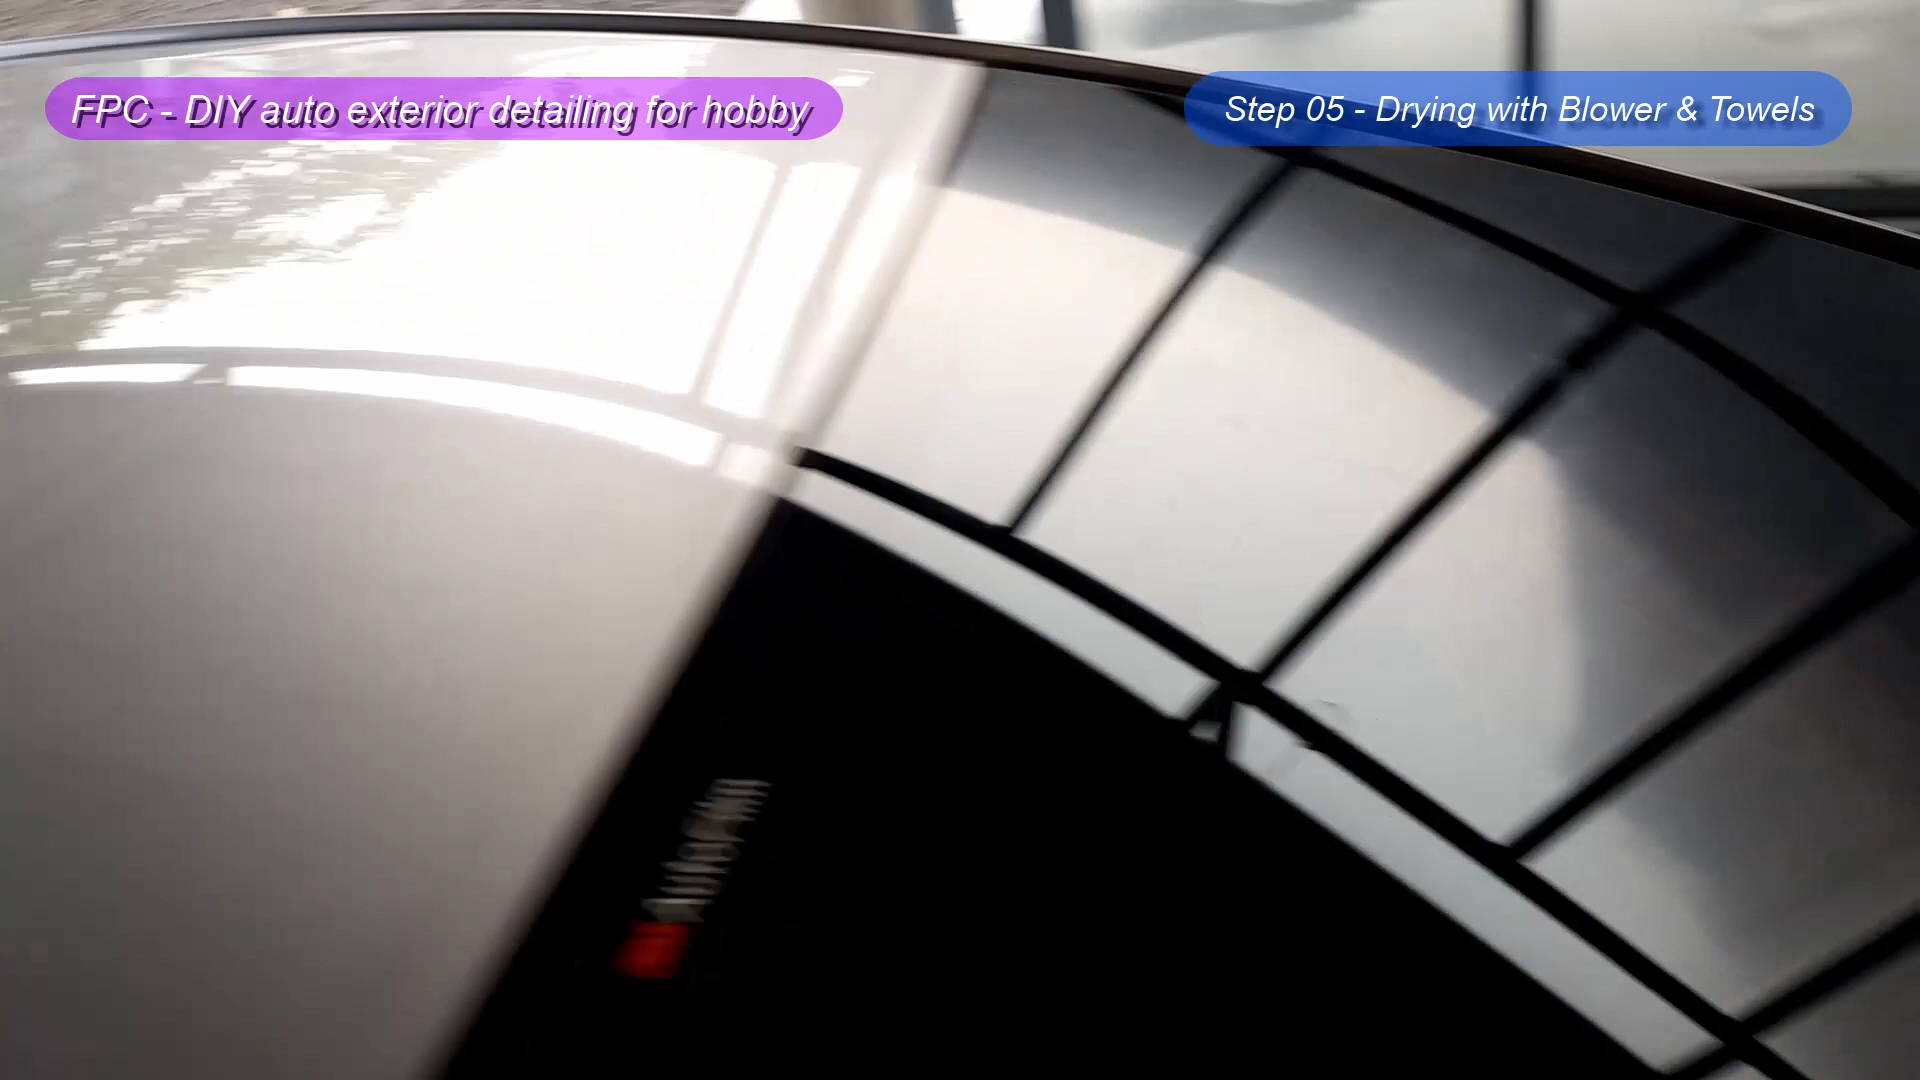 FPC - DIY auto exterior detailing for hobby
Step 05 - Drying with Blower & Towels